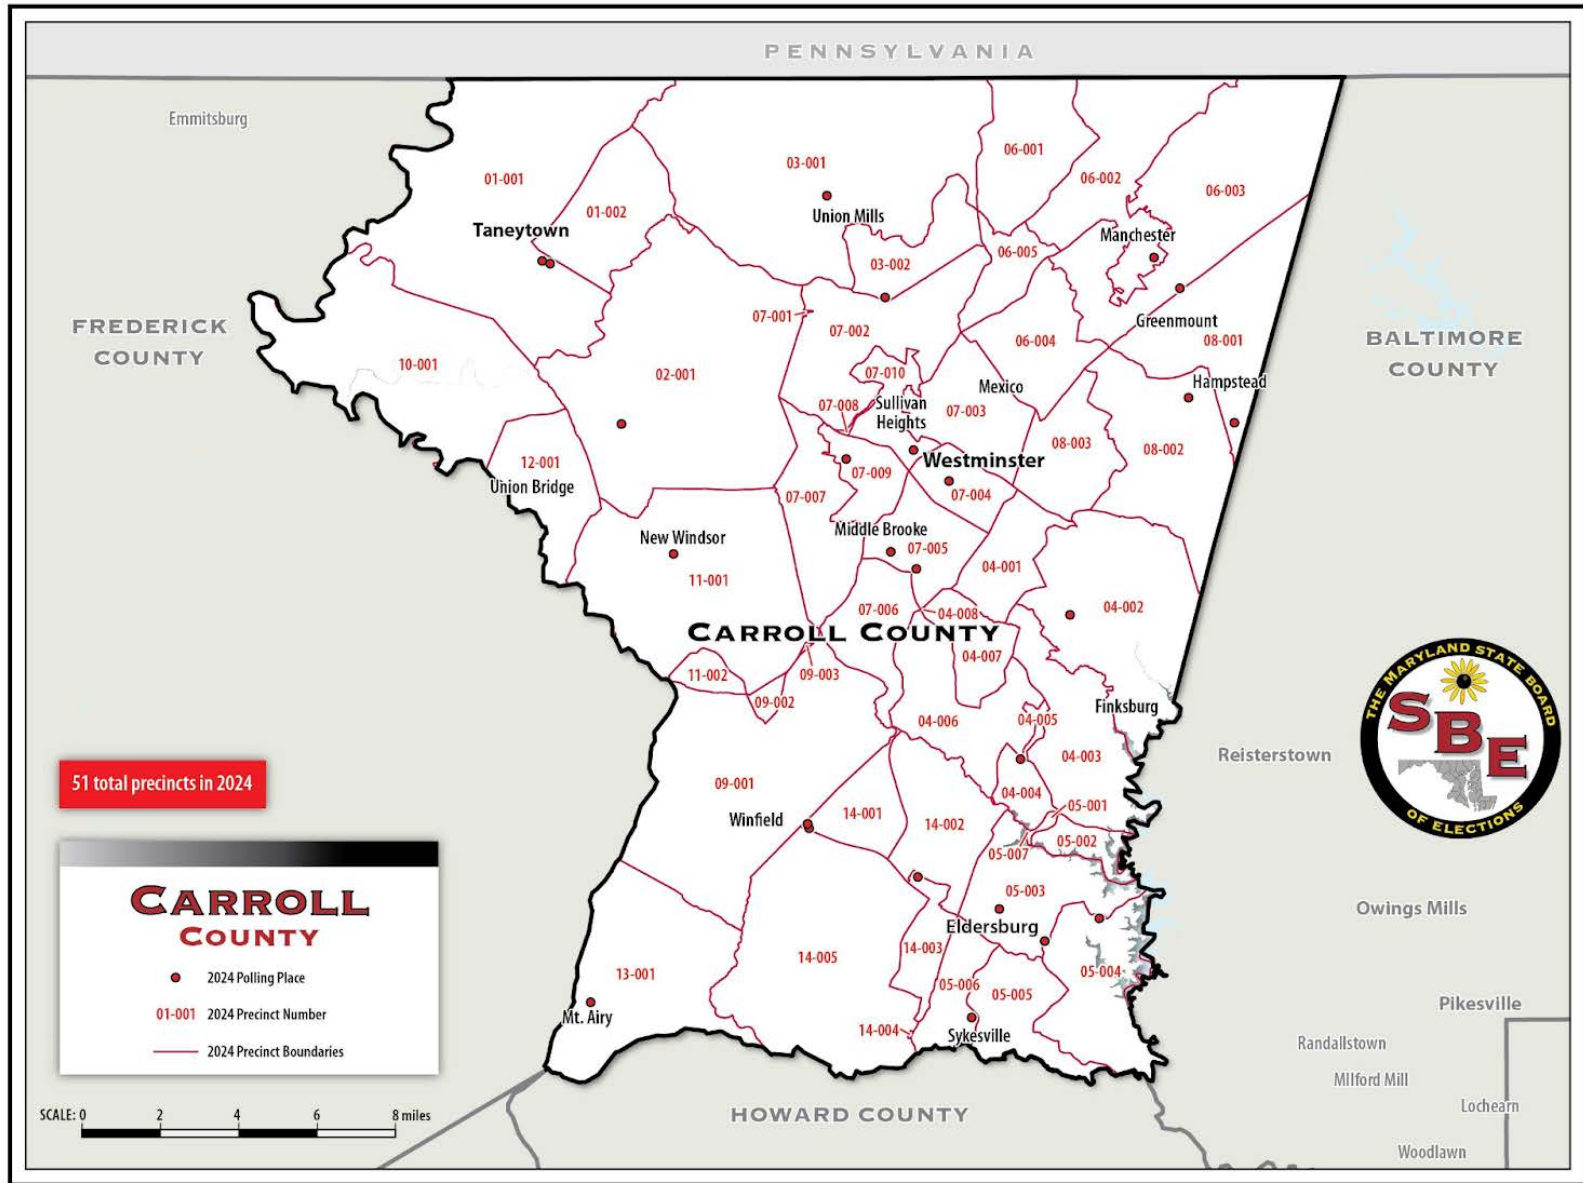 PENNSYLVANIA
Emmitsburg
06-001
03-001
01-001
06-002
06-003
01-002
Union Mills
Taneytown
Manchester
06-005
03-002
07-001
FREDERICK
COUNTY
07-002
Greenmount
06-004
08-001
BALTIMORE
COUNTY
10-001
02-001
07-010
Mexico
Hampstead
07-008
Sullivan
Heights
07-003
08-003
08-002
12-001
Union Bridge
Westminster
07-009
07-004
07-007
New Windsor
Middle Brooke
07-005
11-001
04-001
07-006
04-008
04-002
CARROLL COUNTY
04-007
11-002
09-003
09-002
Finksburg
04-006
04-005
04-003
THE MARYLAND STATE BOARD
SBE
OF ELECTIONS
Reisterstown
51 total precincts in 2024
09-001
04-004
05-001
Winfield
14-001
14-002
05-002
05-007
05-003
Owings Mills
Eldersburg
14-003
14-005
13-001
05-004
05-006
05-005
Mt. Airy
14-004
Sykesville
Pikesville
Randallstown
Milford Mill
Lochearn
Woodlawn
HOWARD COUNTY
CARROLL
COUNTY
2024 Polling Place
01-001 2024 Precinct Number
2024 Precinct Boundaries
SCALE: 0 2 4 6 8 miles